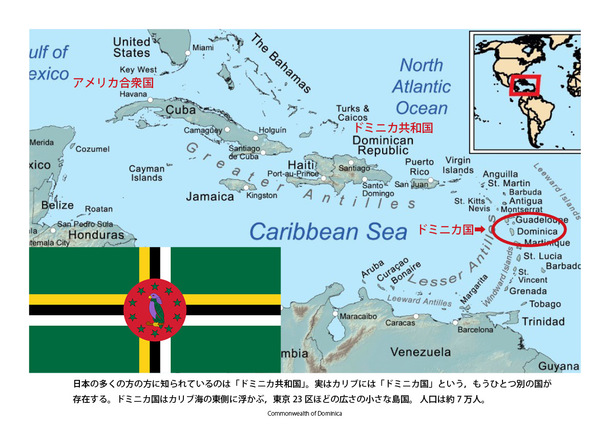 ulf of
exico
United
States
Miami
Key West
アメリカ合衆国
Havana
The Bahamas
North
Atlantic
Ocean
Cuba
Camagüey
Holguín
Santiago
de Cuba
Turks &
Caicos
ドミニカ共和国
Dominican
Republic
Merida
Cozumel
xico
Cayman
Islands
Greater Antilles
Haiti
Port-au-Prince
Santiago
Santo
Domingo
Puerto
Rico
San Juan
Virgin
Islands
Anguilla
St. Martin
Leeward Islands
Barbuda
Antigua
Montserrat
St. Kitts
Nevis
Guadeloupe
Belize
Roatan
Jamaica
Kingston
San Pedro Sula
la
Honduras
temala City
Caribbean Sea
ドミニカ国
Dominica
Martinique
Lesser Antilles
Windward Islands
St. Lucia
Barbado
St.
Vincent
Grenada
Tobago
Trinidad
Aruba
Curaçao
Bonaire
Leeward Antilles
Margarita
Maracaibo
Caracas
Barcelona
mbia
Venezuela
Guyana
日本の多くの方の方に知られているのは「ドミニカ共和国」。実はカリブには「ドミニカ国」という，もうひとつ別の国が
存在する。ドミニカ国はカリブ海の東側に浮かぶ，東京 23 区ほどの広さの小さな島国。 人口は約 7 万人。
Commonwealth of Dominica